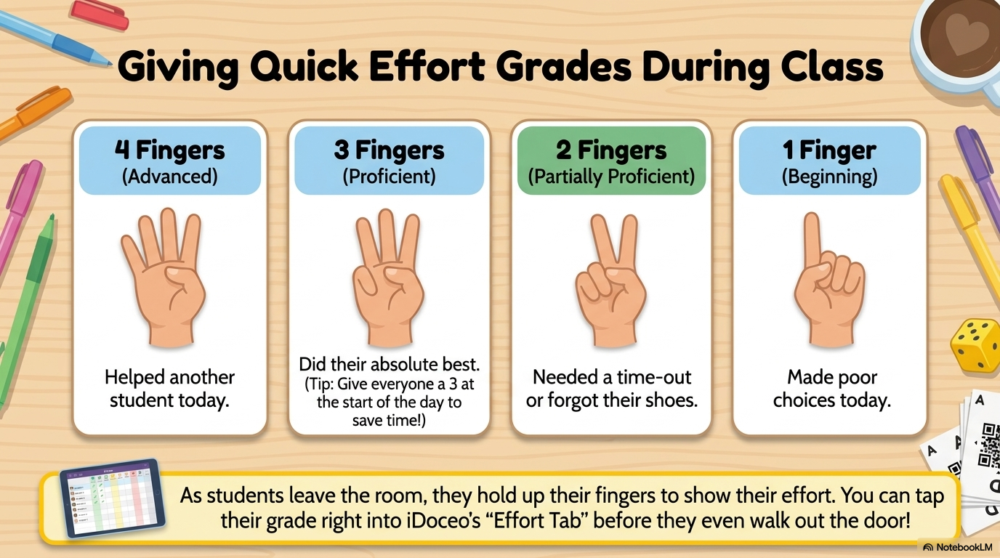 Giving Quick Effort Grades During Class
4 Fingers
(Advanced)
Helped another
student today.
3 Fingers
(Proficient)
Did their absolute best.
(Tip: Give everyone a 3 at
the start of the day to
save time!)
2 Fingers
(Partially Proficient)
Needed a time-out
or forgot their shoes.
1 Finger
(Beginning)
Made poor
choices today.
As students leave the room, they hold up their fingers to show their effort. You can tap
their grade right into iDoceo's “Effort Tab” before they even walk out the door!
A
A
A
D
NotebookLM